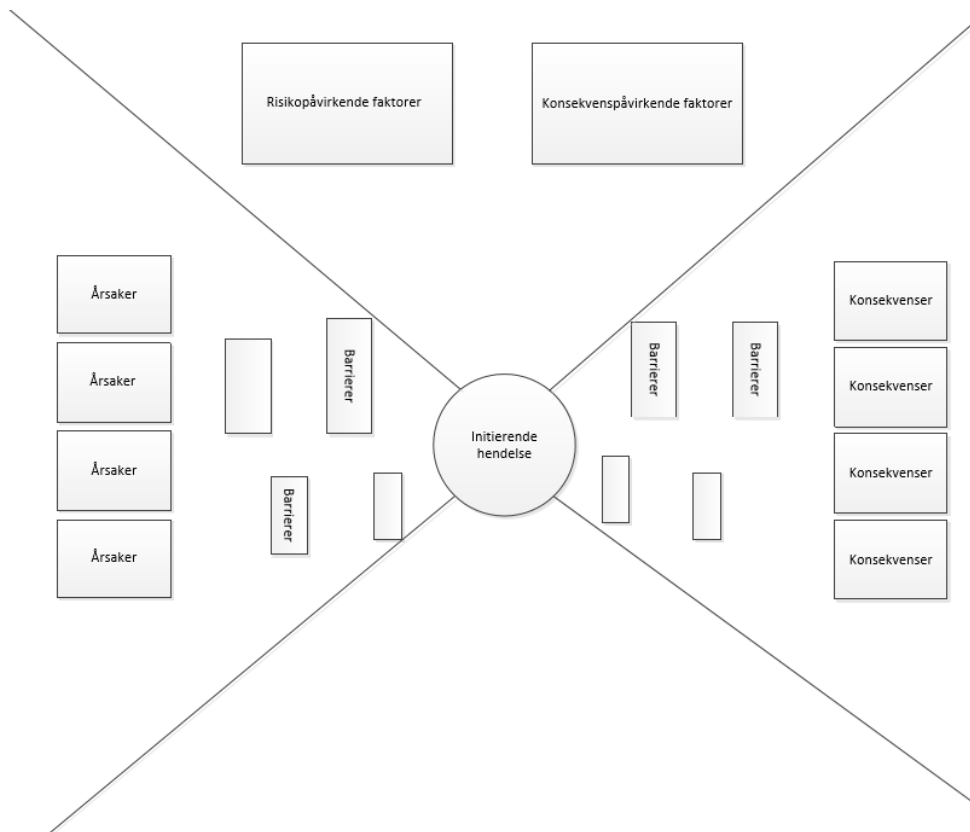 Risikopåvirkende faktorer
Konsekvenspåvirkende faktorer
Årsaker
Årsaker
Årsaker
Årsaker
Barrierer
Barrierer
Initierende
hendelse
Barrierer
Barrierer
Konsekvenser
Konsekvenser
Konsekvenser
Konsekvenser